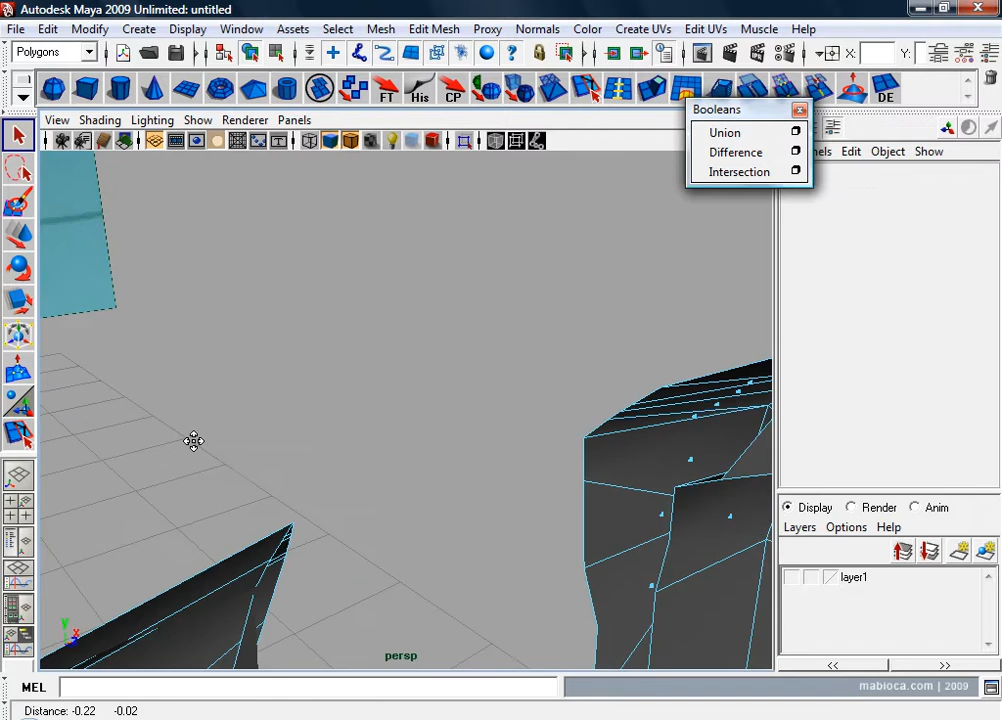 Autodesk Maya 2009 Unlimited: untitled
File Edit Modify Create Display Window Assets Select Mesh Edit Mesh Proxy Normals Color Create UVs Edit UVs Muscle Help
Polygons X: Y:
FT His CP DE
Booleans
View Shading Lighting Show Renderer Panels
Union
Difference
Intersection
nels Edit Object Show
Display Render Anim
Layers Options Help
layer1
y
x
z
persp
<< >>
MEL
mabioca.com | 2009
Distance: -0.22 -0.02